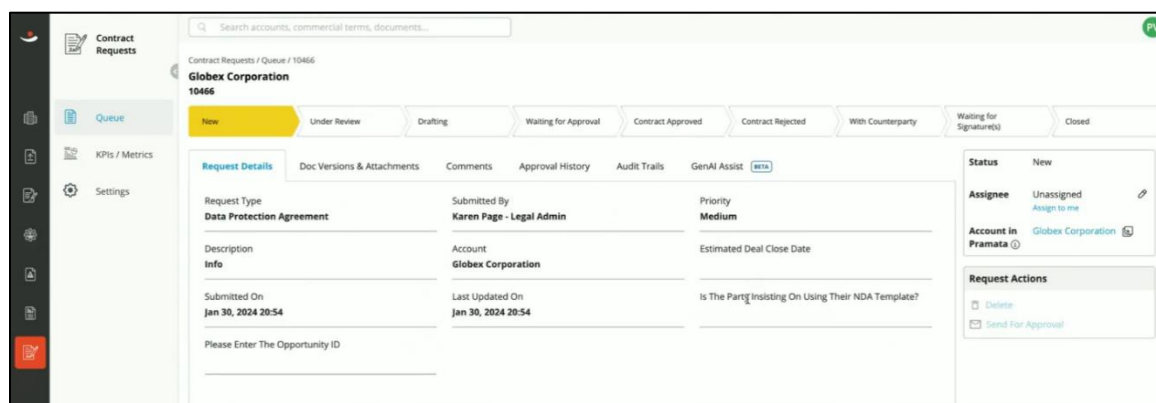 Contract
Requests
Queue
KPIs / Metrics
Settings
Search accounts, commercial terms, documents...
PV
Contract Requests / Queue / 10466
Globex Corporation
10466
New
Under Review
Drafting
Waiting for Approval
Contract Approved
Contract Rejected
With Counterparty
Waiting for
Signature(s)
Closed
Request Details
Doc Versions & Attachments
Comments
Approval History
Audit Trails
GenAI Assist BETA
Request Type
Data Protection Agreement
Submitted By
Karen Page - Legal Admin
Priority
Medium
Description
Info
Account
Globex Corporation
Estimated Deal Close Date
Submitted On
Jan 30, 2024 20:54
Last Updated On
Jan 30, 2024 20:54
Is The Party Insisting On Using Their NDA Template?
Please Enter The Opportunity ID
Status New
Assignee Unassigned
Assign to me
Account in
Pramata
Globex Corporation
Request Actions
Delete
Send For Approval